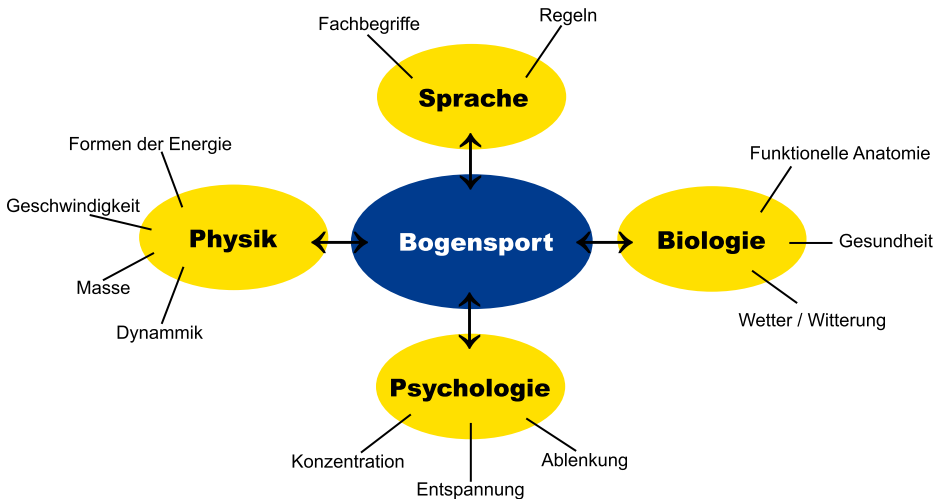 Fachbegriffe
Regeln
Sprache
Formen der Energie
Geschwindigkeit
Physik
Masse
Dynammik
Bogensport
Funktionelle Anatomie
Biologie
Gesundheit
Wetter / Witterung
Psychologie
Konzentration
Entspannung
Ablenkung